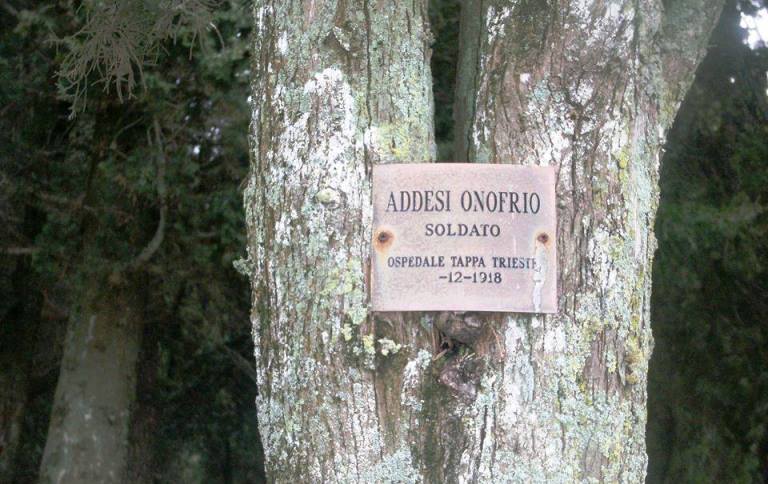 ADDESI ONOFRIO
SOLDATO
OSPEDALE TAPPA TRIESTE
-12-1918